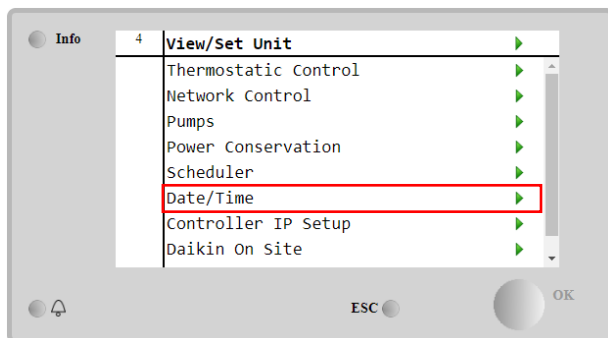 Info
4 View/Set Unit
Thermostatic Control
Network Control
Pumps
Power Conservation
Scheduler
Date/Time
Controller IP Setup
Daikin On Site
ESC
OK